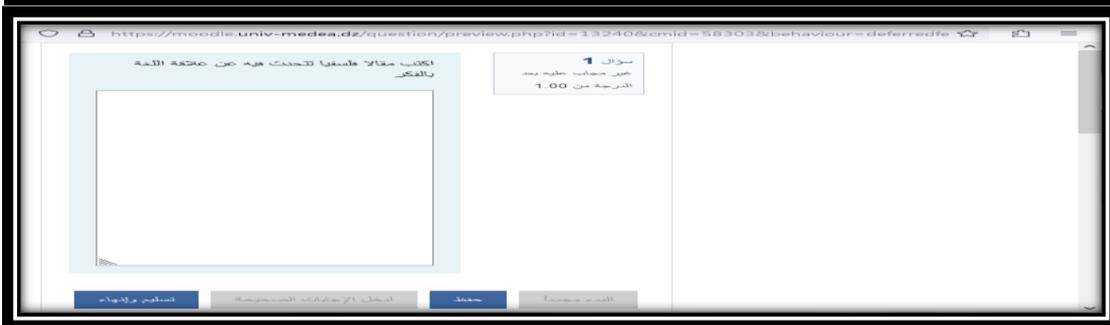 https://moodle.univ-medea.dz/question/preview.php?id=13240&cmid=58303&behaviour=deferredfe
سؤال 1
غير مجاب عليه بعد
الدرجة من 1.00
اكتب مقالا فلسفيا تتحدث فيه عن علاقة اللغة
بالفكر
البدء مجدداً
حفظ
ادخل الإجابات الصحيحة
تسليم وإنهاء